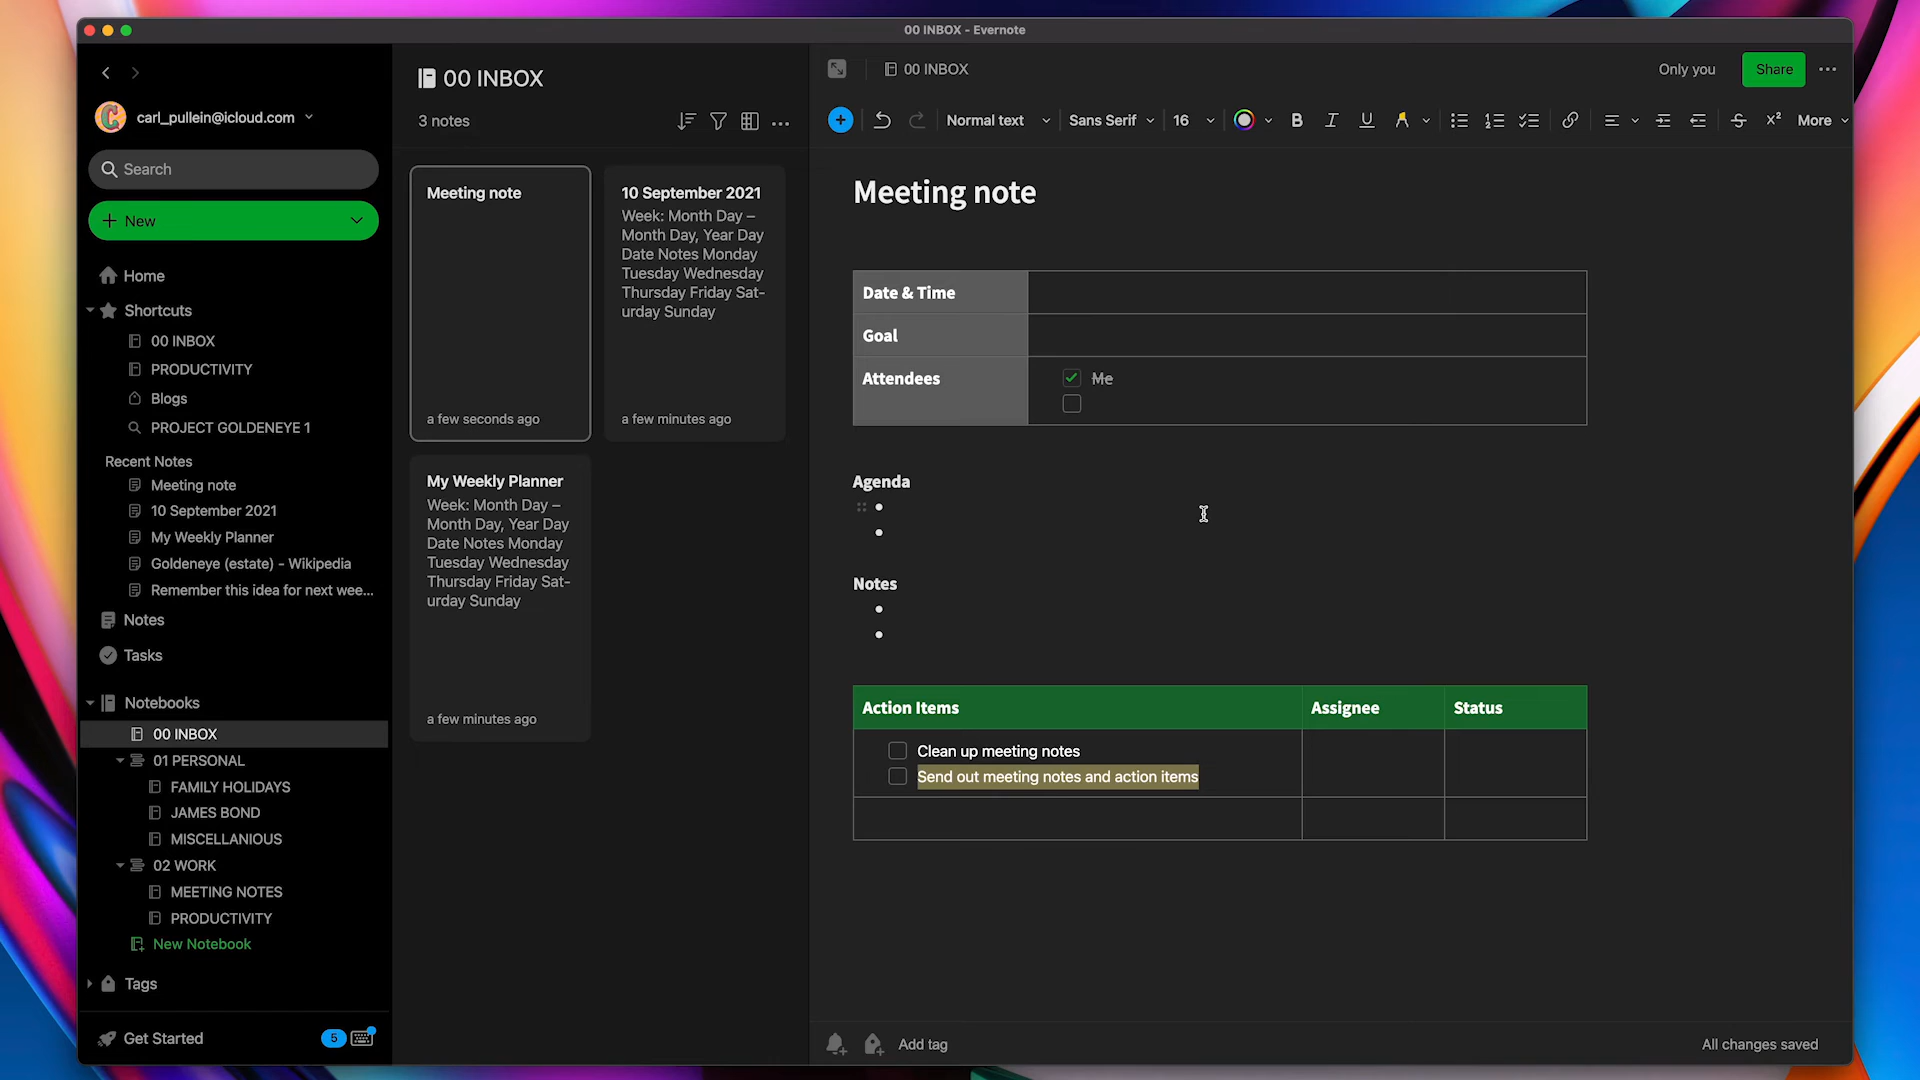 00 INBOX - Evernote
carl_pullein@icloud.com
Search
New
Home
Shortcuts
00 INBOX
PRODUCTIVITY
Blogs
PROJECT GOLDENEYE 1
Recent Notes
Meeting note
10 September 2021
My Weekly Planner
Goldeneye (estate) - Wikipedia
Remember this idea for next wee...
Notes
Tasks
Notebooks
00 INBOX
01 PERSONAL
FAMILY HOLIDAYS
JAMES BOND
MISCELLANIOUS
02 WORK
MEETING NOTES
PRODUCTIVITY
New Notebook
Tags
Get Started
5
00 INBOX
3 notes
Meeting note
a few seconds ago
10 September 2021
Week: Month Day –
Month Day, Year Day
Date Notes Monday
Tuesday Wednesday
Thursday Friday Sat-
urday Sunday
a few minutes ago
My Weekly Planner
Week: Month Day –
Month Day, Year Day
Date Notes Monday
Tuesday Wednesday
Thursday Friday Sat-
urday Sunday
a few minutes ago
00 INBOX
Only you
Share
Normal text
Sans Serif
16
More
Meeting note
Date & Time
Goal
Attendees
Me
Agenda
Notes
Action Items Assignee Status
Clean up meeting notes
Send out meeting notes and action items
Add tag
All changes saved